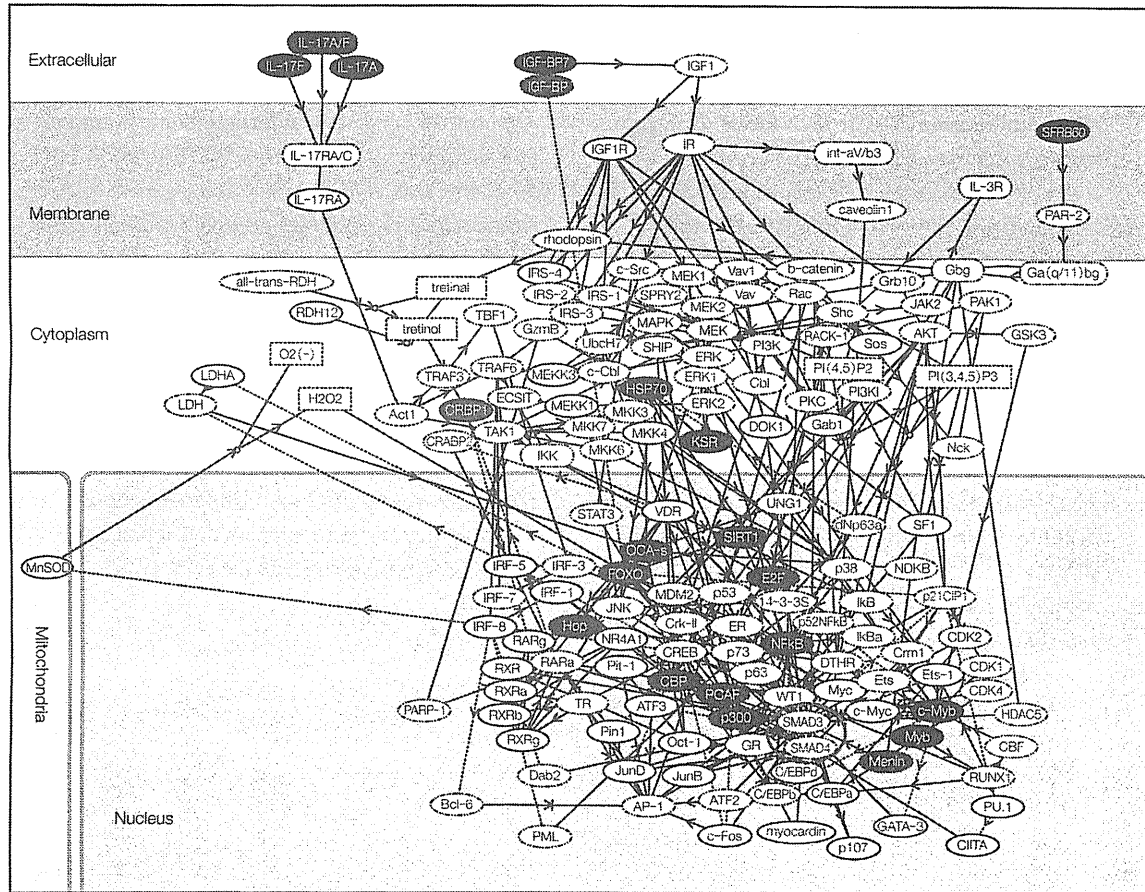 Extracellular
IL-17A/F
IL-17F
IL-17A
IGF-BP7
IGF-BP
IGF1
SFRB60
IL-17RA/C
IGF1R
IR
int-aV/b3
IL-17RA
IL-3R
Membrane
caveolin1
PAR-2
rhodopsin
IRS-4
c-Src
MEK1
Vav1
b-catenin
Gbg
Ga(q/11)bg
all-trans-RDH
tretinal
IRS-2
IRS-1
SPRY2
Vav
Rac
Grb10
JAK2
PAK1
RDH12
TBF1
IRS-3
MEK2
Shc
Cytoplasm
tretinol
GzmB
MAPK
MEK
RACK-1
Sos
AKT
GSK3
O2(-)
UbcH7
SHIP
PI3K
LDHA
TRAF3
TRAF6
MEKK3
c-Cbl
ERK
PI(4,5)P2
PI(3,4,5)P3
LDH
H2O2
ECSIT
HSP70
ERK1
Cbl
PKC
PI3KI
Act1
CRBP1
MEKK1
MKK3
ERK2
CRABP2
TAK1
MKK7
MKK4
KSR
DOK1
Gab1
Nck
IKK
MKK6
STAT3
VDR
UNG1
dNp63a
SF1
OCA-s
SIRT1
MnSOD
IRF-5
IRF-3
FOXO
E2F
p38
NDKB
IRF-7
IRF-1
JNK
MDM2
p53
14-3-3S
IkB
p21CIP1
IRF-8
Hop
Crk-II
ER
p52NFkB
RARg
NR4A1
NFkB
IkBa
CDK2
Mitochondria
RXR
RARa
Pit-1
CREB
p73
DTHR
Crm1
CDK1
RXRa
CBP
PCAF
p63
WT1
Myc
Ets
Ets-1
CDK4
PARP-1
RXRb
TR
ATF3
p300
SMAD3
c-Myc
c-Myb
HDAC5
RXRg
Pin1
Oct-1
GR
SMAD4
Myb
CBF
Dab2
JunD
JunB
C/EBPd
Menin
RUNX1
Nucleus
Bcl-6
AP-1
ATF2
C/EBPb
C/EBPa
PU.1
PML
c-Fos
myocardin
p107
GATA-3
CIITA